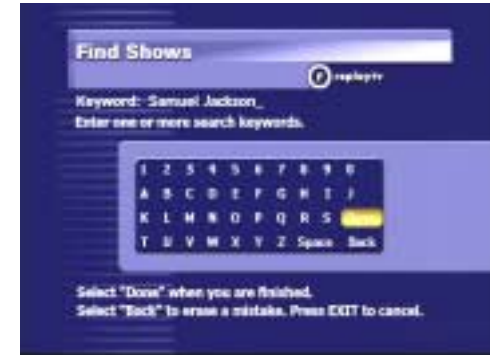 Find Shows
replaytv
Keyword: Samuel Jackson_
Enter one or more search keywords.
1 2 3 4 5 6 7 8 9 0
A B C D E F G H I J
K L M N O P Q R S Done
T U V W X Y Z Space Back
Select "Done" when you are finished.
Select "Back" to erase a mistake. Press EXIT to cancel.